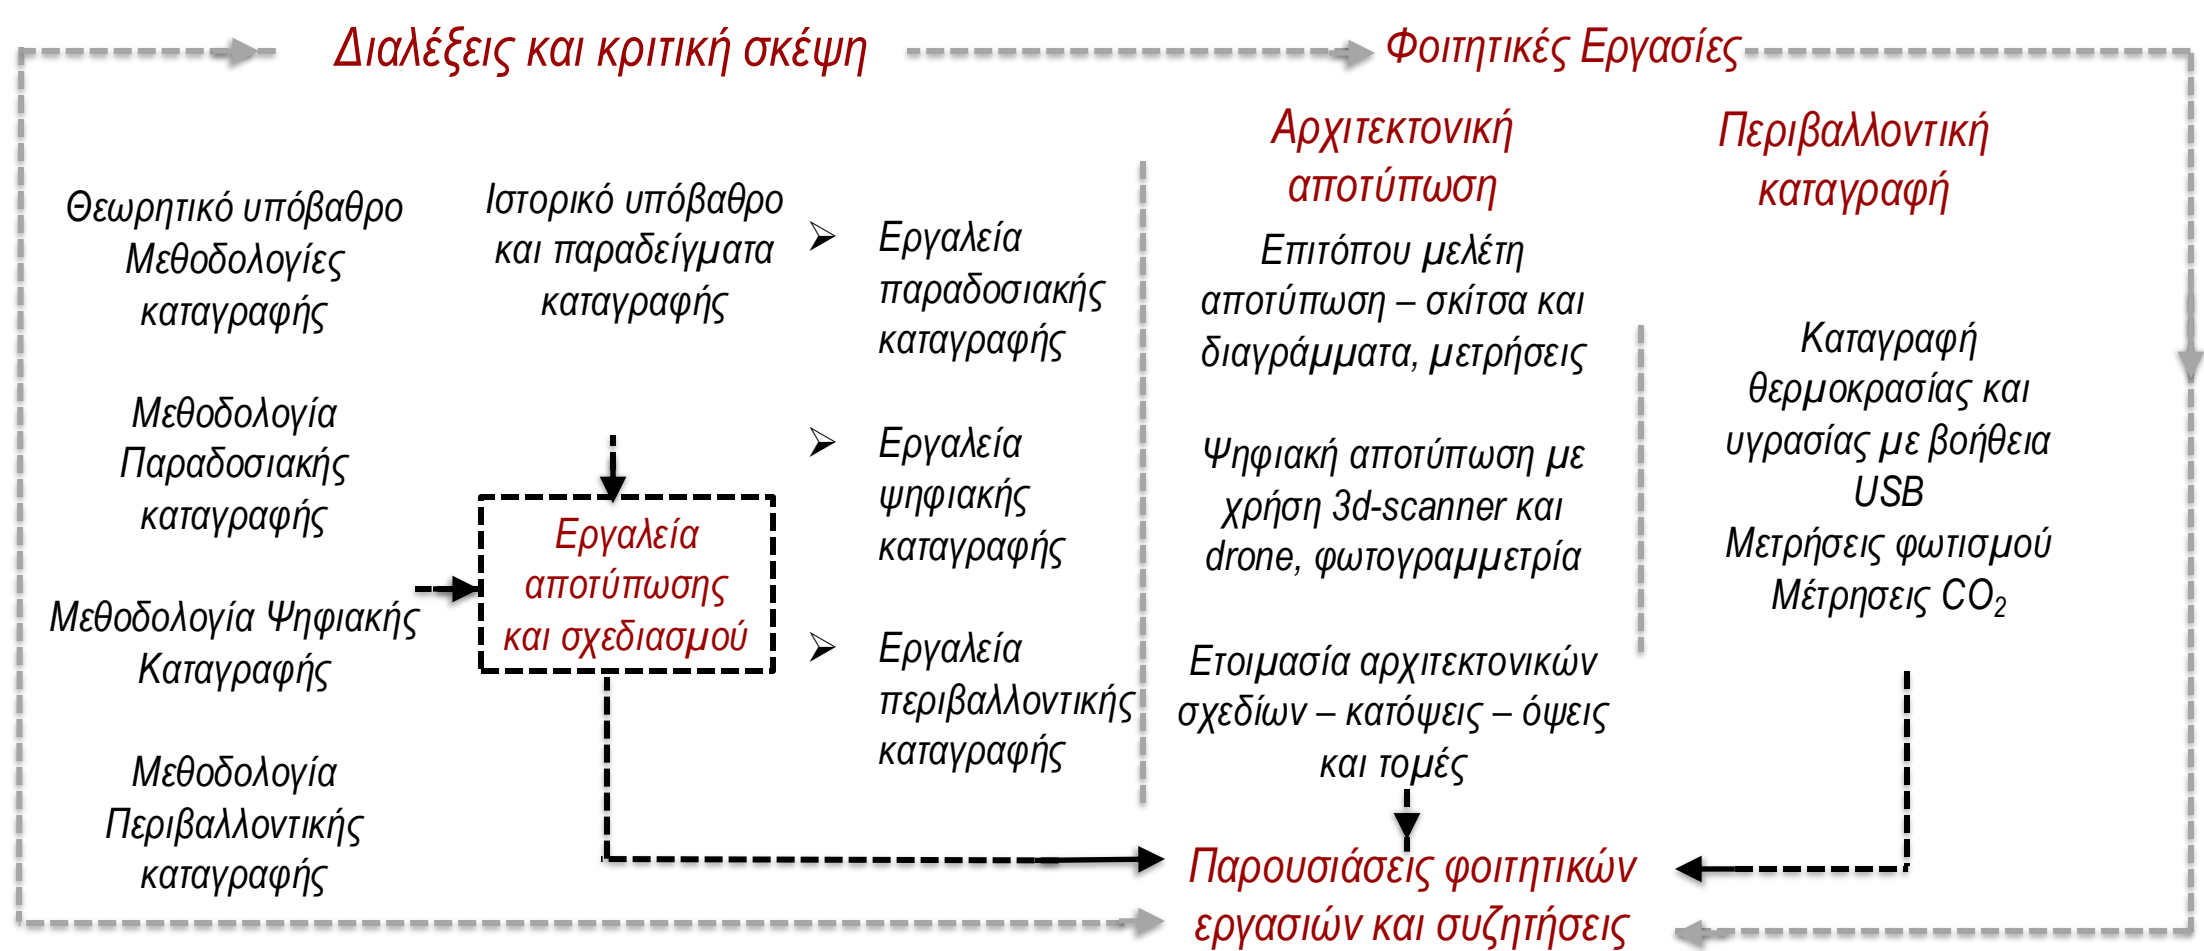 Διαλέξεις και κριτική σκέψη
Φοιτητικές Εργασίες
Θεωρητικό υπόβαθρο
Μεθοδολογίες
καταγραφής
Μεθοδολογία
Παραδοσιακής
καταγραφής
Μεθοδολογία Ψηφιακής
Καταγραφής
Μεθοδολογία
Περιβαλλοντικής
καταγραφής
Ιστορικό υπόβαθρο
και παραδείγματα
καταγραφής
Εργαλεία
αποτύπωσης
και σχεδιασμού
➢ Εργαλεία
παραδοσιακής
καταγραφής
➢ Εργαλεία
ψηφιακής
καταγραφής
➢ Εργαλεία
περιβαλλοντικής
καταγραφής
Αρχιτεκτονική
αποτύπωση
Επιτόπου μελέτη
αποτύπωση – σκίτσα και
διαγράμματα, μετρήσεις
Ψηφιακή αποτύπωση με
χρήση 3d-scanner και
drone, φωτογραμμετρία
Ετοιμασία αρχιτεκτονικών
σχεδίων – κατόψεις – όψεις
και τομές
Περιβαλλοντική
καταγραφή
Καταγραφή
θερμοκρασίας και
υγρασίας με βοήθεια
USB
Μετρήσεις φωτισμού
Μέτρησεις CO₂
Παρουσιάσεις φοιτητικών
εργασιών και συζητήσεις